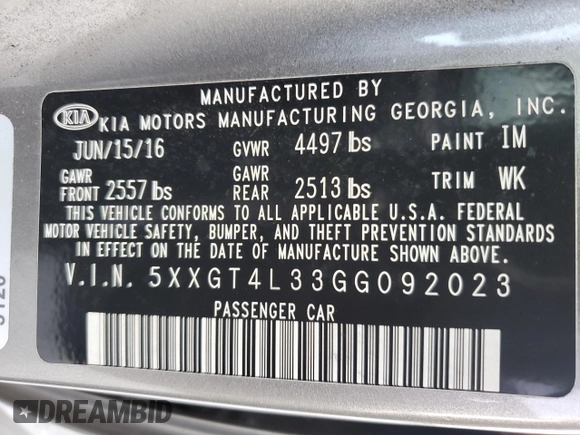 MANUFACTURED BY
KIA KIA MOTORS MANUFACTURING GEORGIA, INC.
JUN/15/16 GVWR 4497 lbs PAINT IM
GAWR FRONT 2557 lbs GAWR REAR 2513 lbs TRIM WK
THIS VEHICLE CONFORMS TO ALL APPLICABLE U.S.A. FEDERAL
MOTOR VEHICLE SAFETY, BUMPER, AND THEFT PREVENTION STANDARDS
IN EFFECT ON THE DATE OF MANUFACTURE SHOWN ABOVE.
V.I.N. 5XXGT4L33GG092023
PASSENGER CAR
DREAMBID